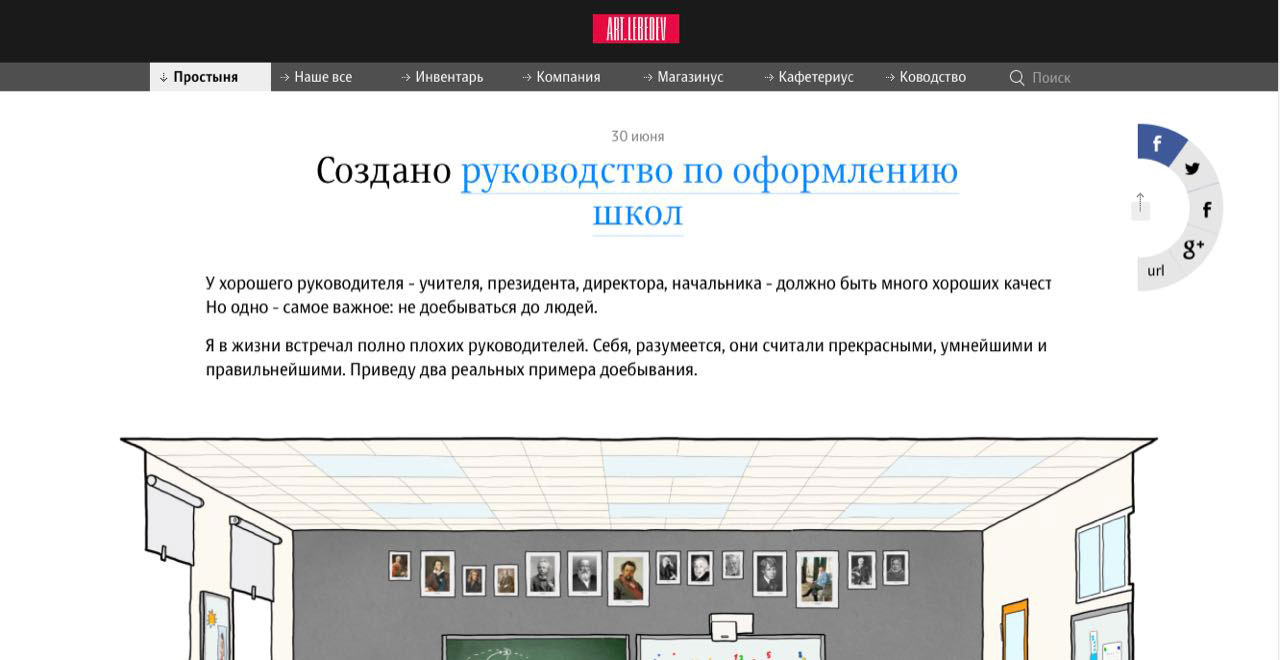 ART.LEBEDEV
Простыня
Наше все
Инвентарь
Компания
Магазинус
Кафетериус
Ководство
Поиск
30 июня
Создано руководство по оформлению
школ
f
f
g+
url
У хорошего руководителя - учителя, президента, директора, начальника - должно быть много хороших качест
Но одно - самое важное: не доебываться до людей.
Я в жизни встречал полно плохих руководителей. Себя, разумеется, они считали прекрасными, умнейшими и
правильнейшими. Приведу два реальных примера доебывания.